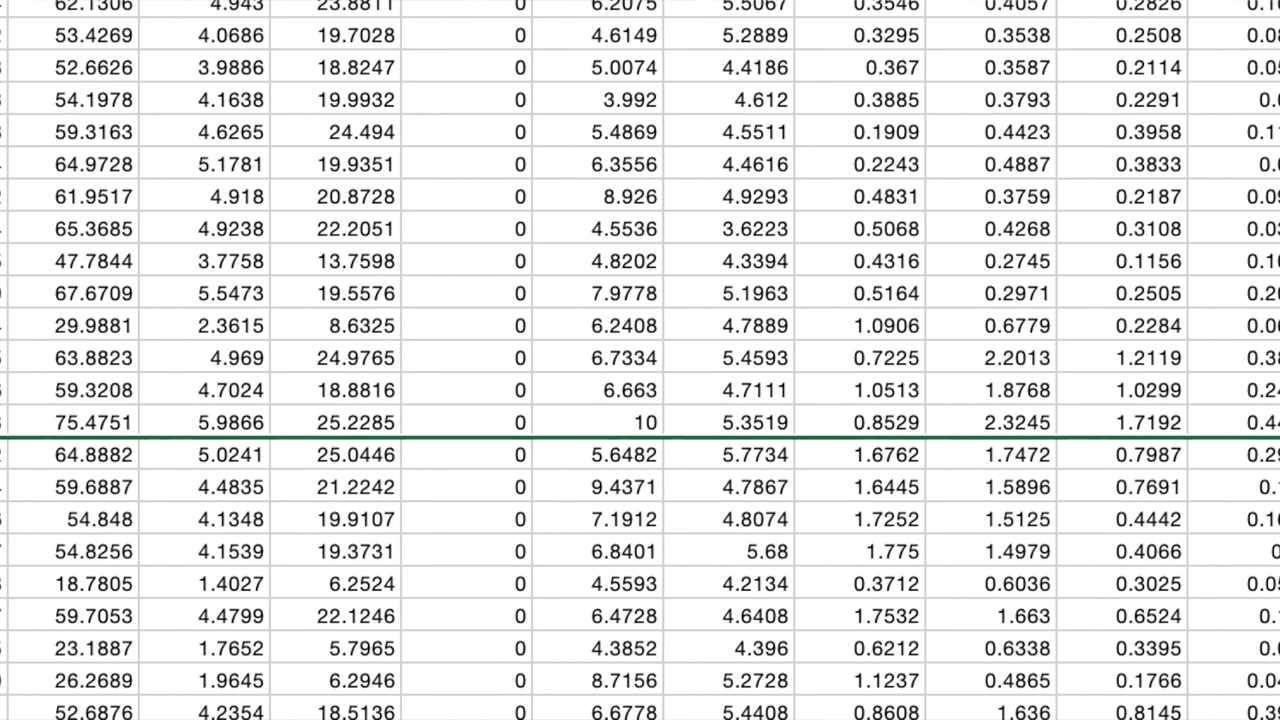 62.1306 4.943 23.8811 0 6.2075 5.5067 0.3546 0.4057 0.2826
53.4269 4.0686 19.7028 0 4.6149 5.2889 0.3295 0.3538 0.2508
52.6626 3.9886 18.8247 0 5.0074 4.4186 0.367 0.3587 0.2114
54.1978 4.1638 19.9932 0 3.992 4.612 0.3885 0.3793 0.2291
59.3163 4.6265 24.494 0 5.4869 4.5511 0.1909 0.4423 0.3958
64.9728 5.1781 19.9351 0 6.3556 4.4616 0.2243 0.4887 0.3833
61.9517 4.918 20.8728 0 8.926 4.9293 0.4831 0.3759 0.2187
65.3685 4.9238 22.2051 0 4.5536 3.6223 0.5068 0.4268 0.3108
47.7844 3.7758 13.7598 0 4.8202 4.3394 0.4316 0.2745 0.1156
67.6709 5.5473 19.5576 0 7.9778 5.1963 0.5164 0.2971 0.2505
29.9881 2.3615 8.6325 0 6.2408 4.7889 1.0906 0.6779 0.2284
63.8823 4.969 24.9765 0 6.7334 5.4593 0.7225 2.2013 1.2119
59.3208 4.7024 18.8816 0 6.663 4.7111 1.0513 1.8768 1.0299
75.4751 5.9866 25.2285 0 10 5.3519 0.8529 2.3245 1.7192
64.8882 5.0241 25.0446 0 5.6482 5.7734 1.6762 1.7472 0.7987
59.6887 4.4835 21.2242 0 9.4371 4.7867 1.6445 1.5896 0.7691
54.848 4.1348 19.9107 0 7.1912 4.8074 1.7252 1.5125 0.4442
54.8256 4.1539 19.3731 0 6.8401 5.68 1.775 1.4979 0.4066
18.7805 1.4027 6.2524 0 4.5593 4.2134 0.3712 0.6036 0.3025
59.7053 4.4799 22.1246 0 6.4728 4.6408 1.7532 1.663 0.6524
23.1887 1.7652 5.7965 0 4.3852 4.396 0.6212 0.6338 0.3395
26.2689 1.9645 6.2946 0 8.7156 5.2728 1.1237 0.4865 0.1766
52.6876 4.2354 18.5136 0 6.6778 5.4408 0.8608 1.636 0.8145